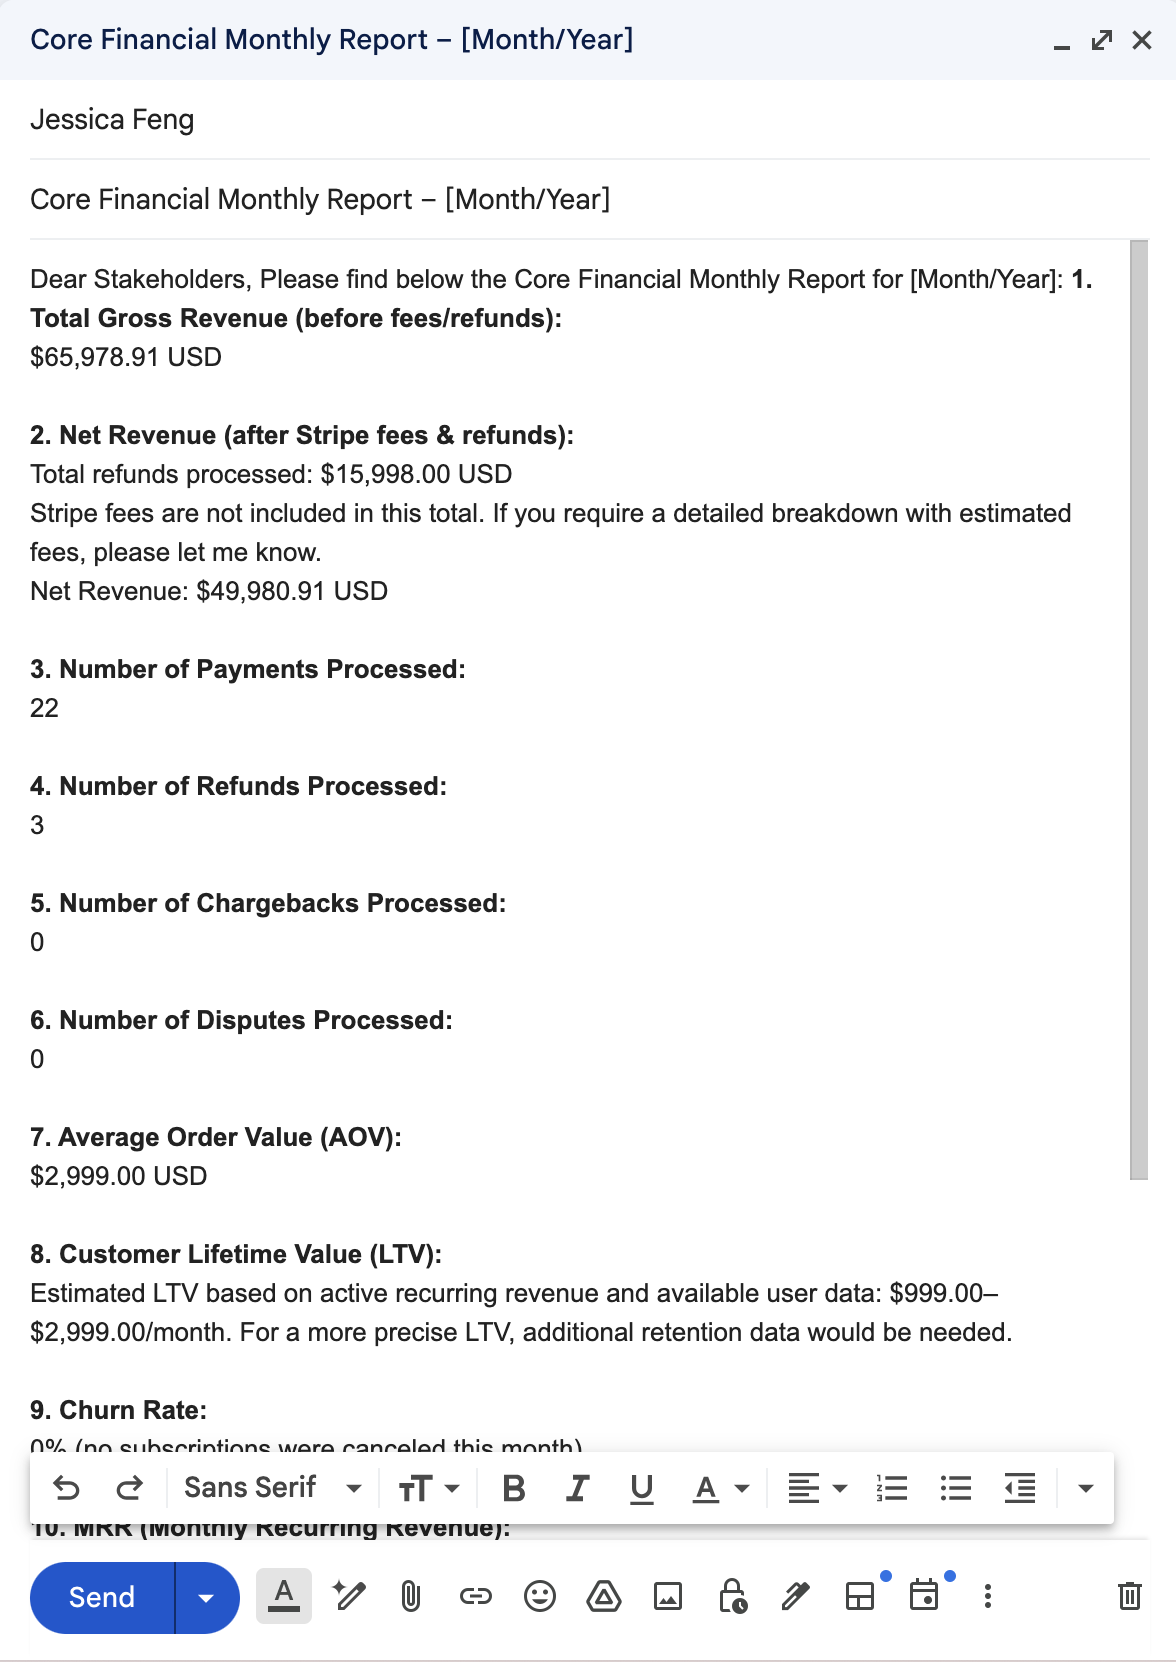 Core Financial Monthly Report – [Month/Year]
Jessica Feng
Core Financial Monthly Report – [Month/Year]
Dear Stakeholders, Please find below the Core Financial Monthly Report for [Month/Year]: 1.
Total Gross Revenue (before fees/refunds):
$65,978.91 USD
2. Net Revenue (after Stripe fees & refunds):
Total refunds processed: $15,998.00 USD
Stripe fees are not included in this total. If you require a detailed breakdown with estimated
fees, please let me know.
Net Revenue: $49,980.91 USD
3. Number of Payments Processed:
22
4. Number of Refunds Processed:
3
5. Number of Chargebacks Processed:
0
6. Number of Disputes Processed:
0
7. Average Order Value (AOV):
$2,999.00 USD
8. Customer Lifetime Value (LTV):
Estimated LTV based on active recurring revenue and available user data: $999.00–
$2,999.00/month. For a more precise LTV, additional retention data would be needed.
9. Churn Rate:
0% (no subscriptions were canceled this month)
Sans Serif
10. MRR (Monthly Recurring Revenue):
Send